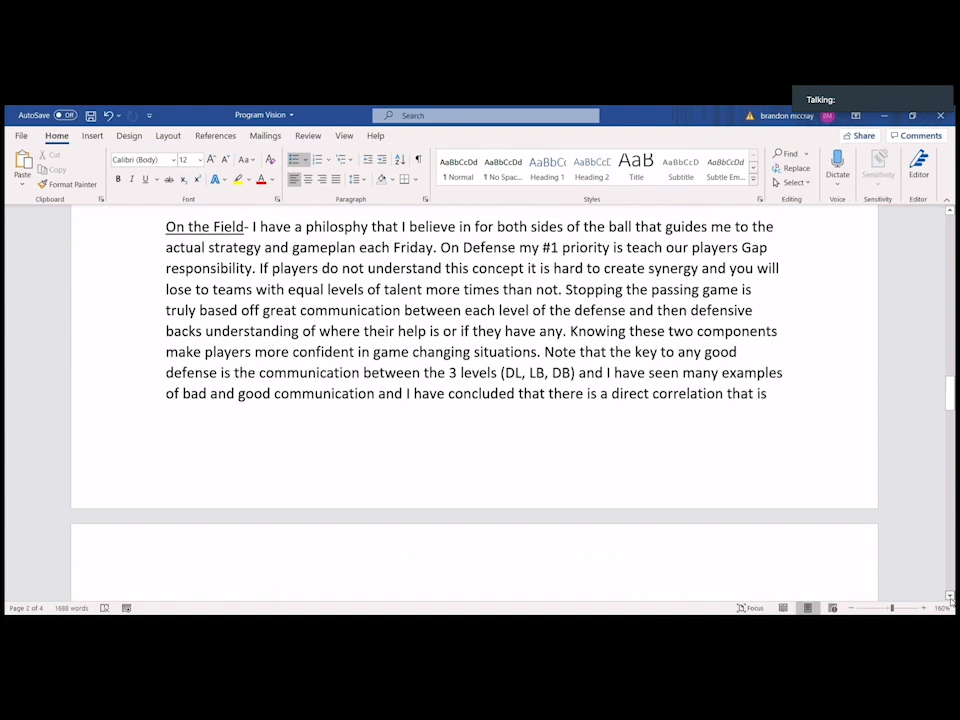 Talking:
AutoSave Off Program Vision Search brandon mccray BM
File Home Insert Design Layout References Mailings Review View Help Share Comments
Paste Cut Copy Format Painter Calibri (Body) 12
AaBbCcDd AaBbCcDd AaBbCc AaBbCcC AaB AaBbCcD AaBbCcDd
1 Normal 1 No Spac... Heading 1 Heading 2 Title Subtitle Subtle Em...
Find Replace Select Dictate Sensitivity Editor
Clipboard Font Paragraph Styles Editing Voice Sensitivity Editor
On the Field- I have a philosphy that I believe in for both sides of the ball that guides me to the
actual strategy and gameplan each Friday. On Defense my #1 priority is teach our players Gap
responsibility. If players do not understand this concept it is hard to create synergy and you will
lose to teams with equal levels of talent more times than not. Stopping the passing game is
truly based off great communication between each level of the defense and then defensive
backs understanding of where their help is or if they have any. Knowing these two components
make players more confident in game changing situations. Note that the key to any good
defense is the communication between the 3 levels (DL, LB, DB) and I have seen many examples
of bad and good communication and I have concluded that there is a direct correlation that is
Page 2 of 4 1688 words Focus 160%